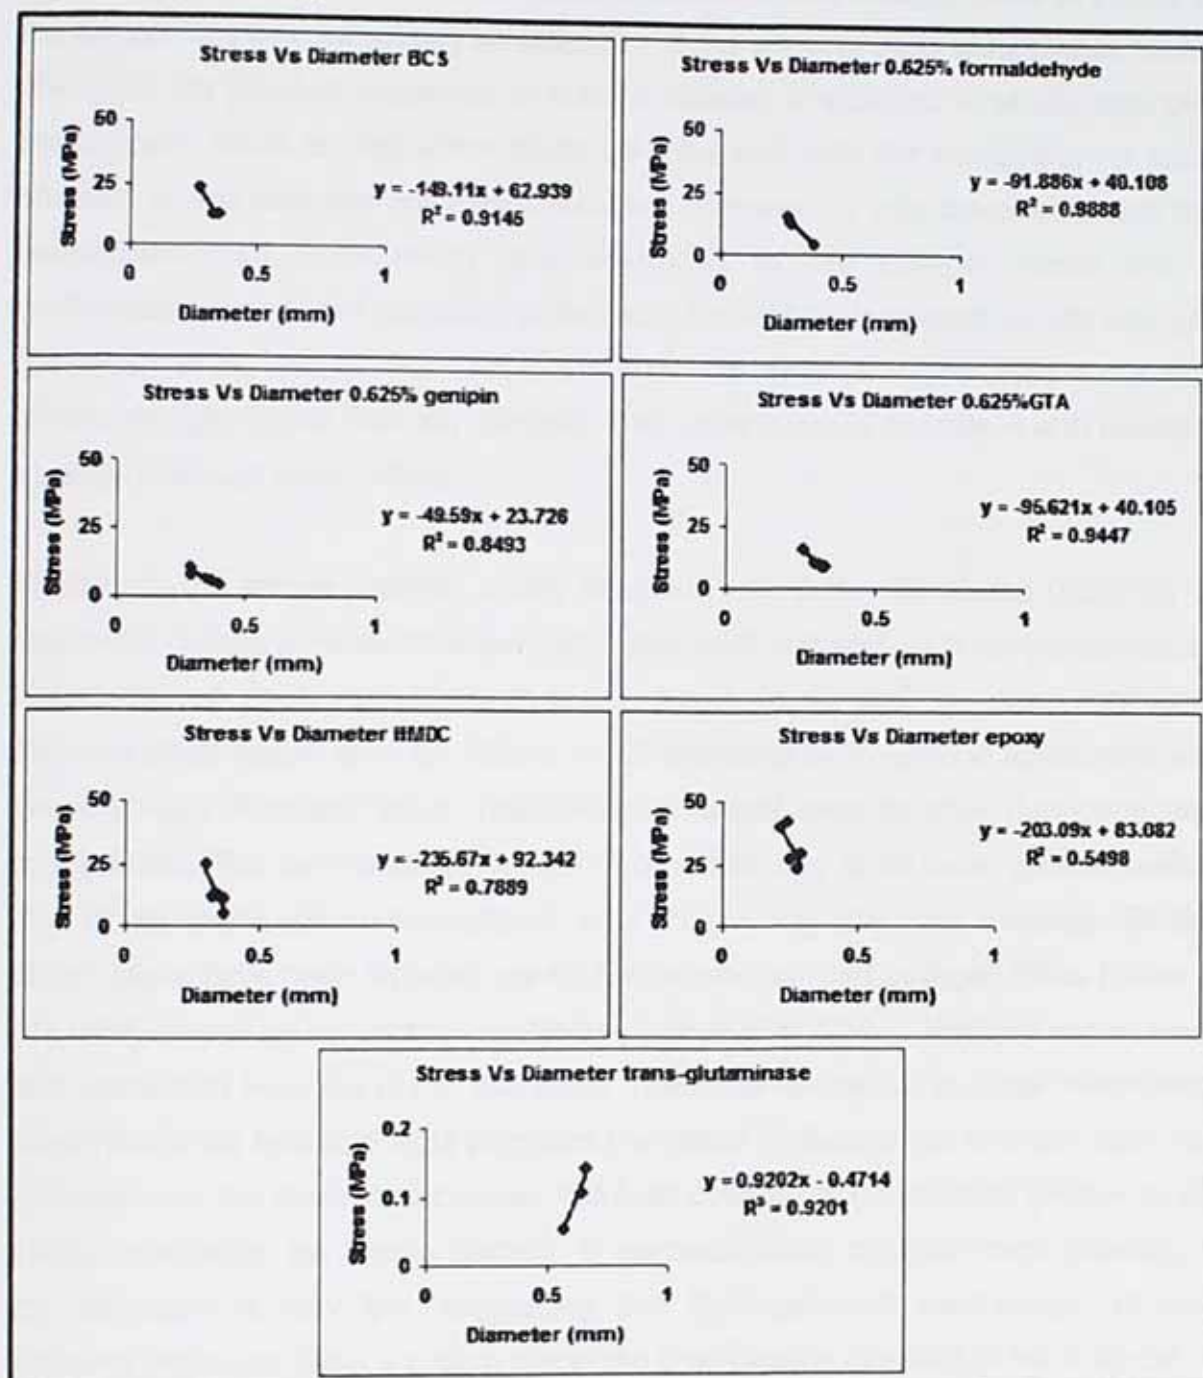 Stress Vs Diameter BCS
Stress (MPa)
50
25
0
0 0.5 1
Diameter (mm)
y = -149.11x + 62.939
R² = 0.9145
Stress Vs Diameter 0.625% formaldehyde
Stress (MPa)
50
25
0
0 0.5 1
Diameter (mm)
y = -91.886x + 40.108
R² = 0.9888
Stress Vs Diameter 0.625% genipin
Stress (MPa)
50
25
0
0 0.5 1
Diameter (mm)
y = -49.59x + 23.726
R² = 0.8493
Stress Vs Diameter 0.625%GTA
Stress (MPa)
50
25
0
0 0.5 1
Diameter (mm)
y = -95.621x + 40.105
R² = 0.9447
Stress Vs Diameter HMDC
Stress (MPa)
50
25
0
0 0.5 1
Diameter (mm)
y = -235.67x + 92.342
R² = 0.7889
Stress Vs Diameter epoxy
Stress (MPa)
50
25
0
0 0.5 1
Diameter (mm)
y = -203.09x + 83.082
R² = 0.5498
Stress Vs Diameter trans-glutaminase
Stress (MPa)
0.2
0.1
0
0 0.5 1
Diameter (mm)
y = 0.9202x - 0.4714
R² = 0.9201